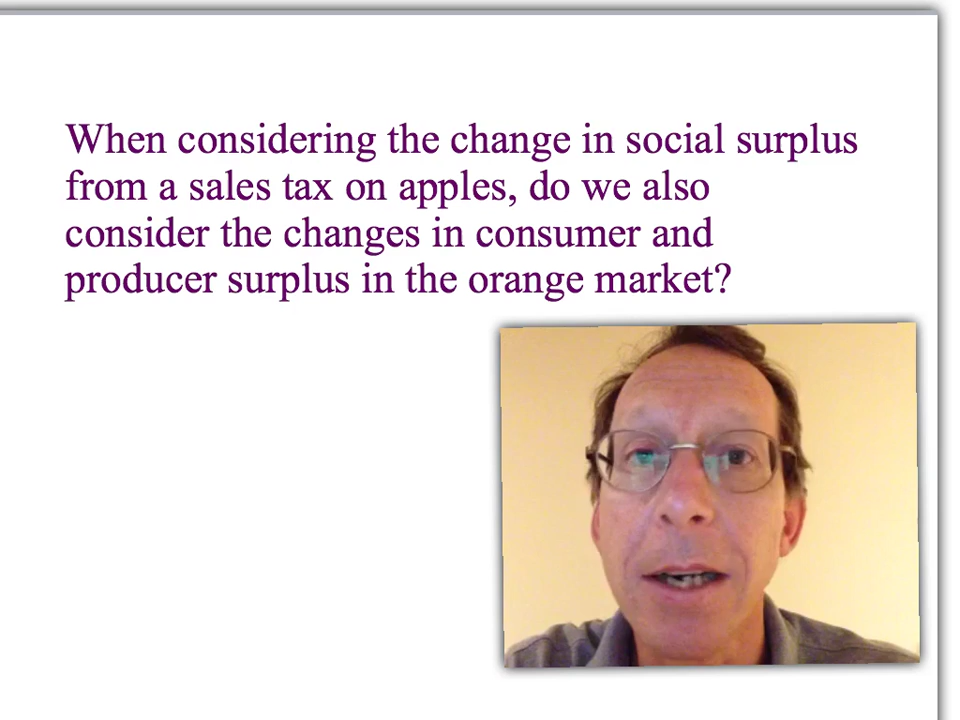 When considering the change in social surplus
from a sales tax on apples, do we also
consider the changes in consumer and
producer surplus in the orange market?